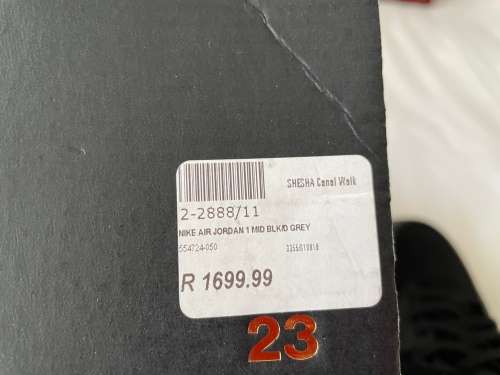 SHESHA Canal Walk
2-2888/11
NIKE AIR JORDAN 1 MID BLK/D GREY
554724-050
R 1699.99
23